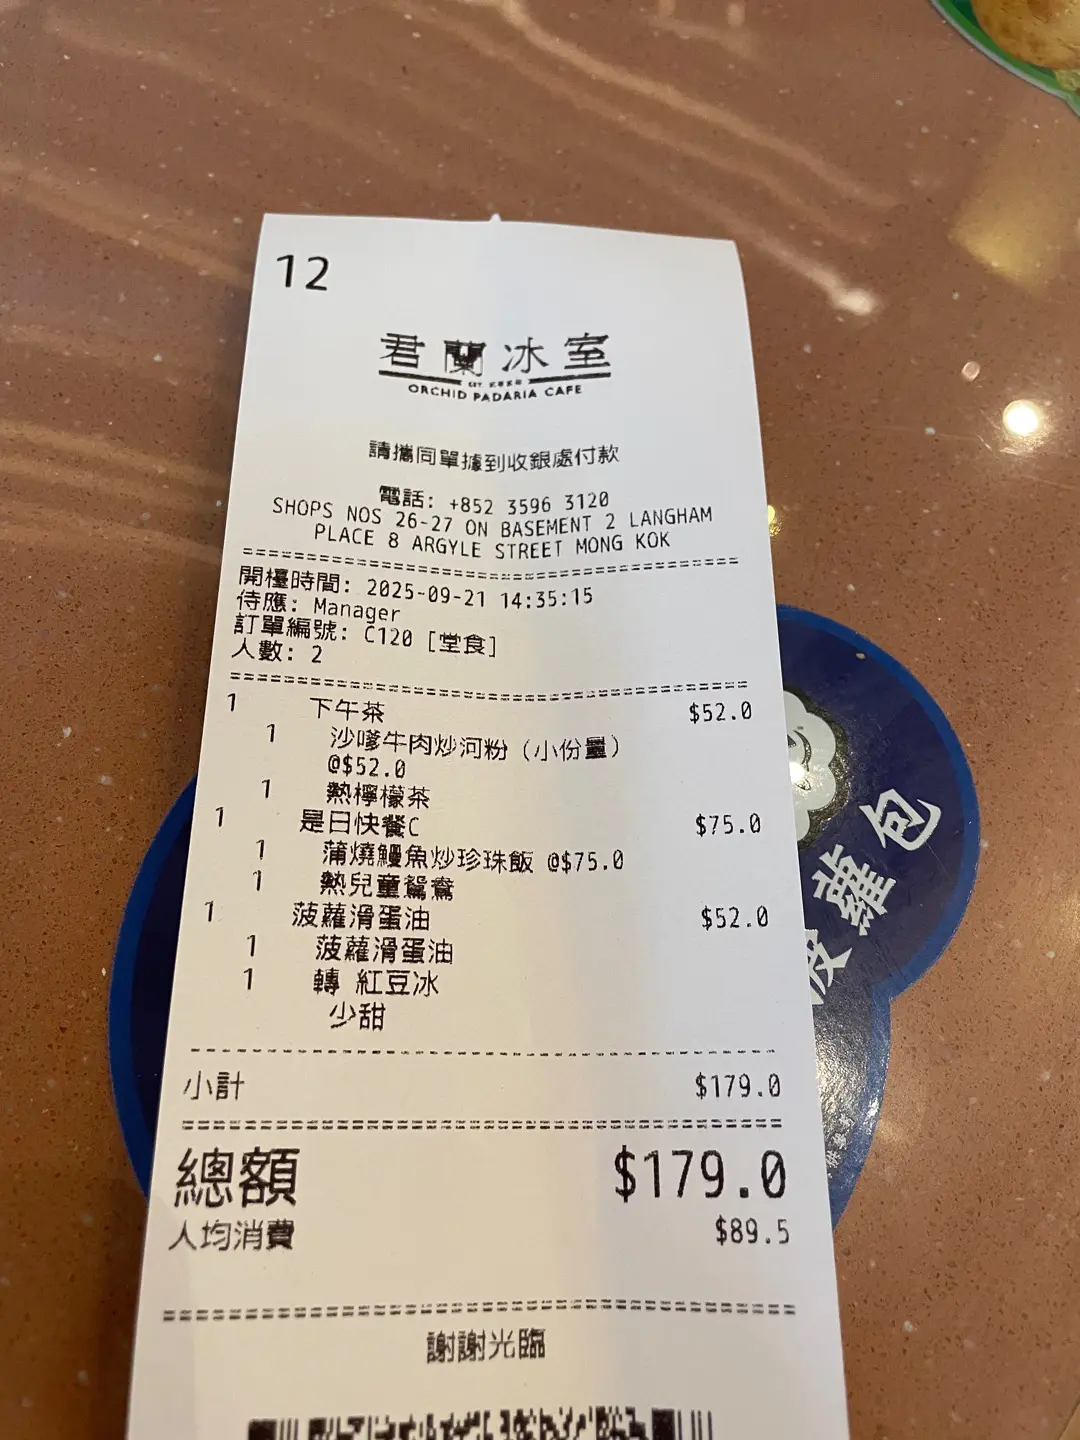 12
君蘭冰室
ORCHID PADARIA CAFE
請攜同單據到收銀處付款
電話: +852 3596 3120
SHOPS NOS 26-27 ON BASEMENT 2 LANGHAM
PLACE 8 ARGYLE STREET MONG KOK
開檯時間: 2025-09-21 14:35:15
侍應: Manager
訂單編號: C120 [堂食]
人數: 2
1 下午茶 $52.0
1 沙嗲牛肉炒河粉（小份量）
@$52.0
1 熱檸檬茶
1 是日快餐C $75.0
1 蒲燒鰻魚炒珍珠飯 @$75.0
1 熱兒童鴛鴦
1 菠蘿滑蛋油 $52.0
1 菠蘿滑蛋油
1 轉 紅豆冰
少甜
小計 $179.0
總額 $179.0
人均消費 $89.5
謝謝光臨
菠蘿包